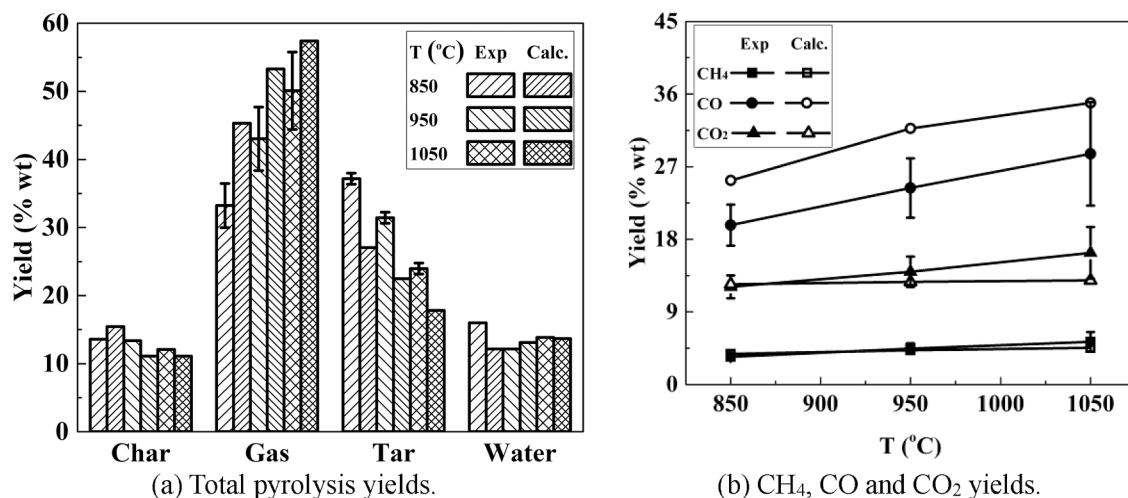 60
50
40
30
20
10
0
Yield (% wt)
T (°C) Exp Calc.
850
950
1050
Char Gas Tar Water
(a) Total pyrolysis yields.
45
36
27
18
9
0
Yield (% wt)
Exp Calc.
CH₄
CO
CO₂
850 900 950 1000 1050
T (°C)
(b) CH₄, CO and CO₂ yields.